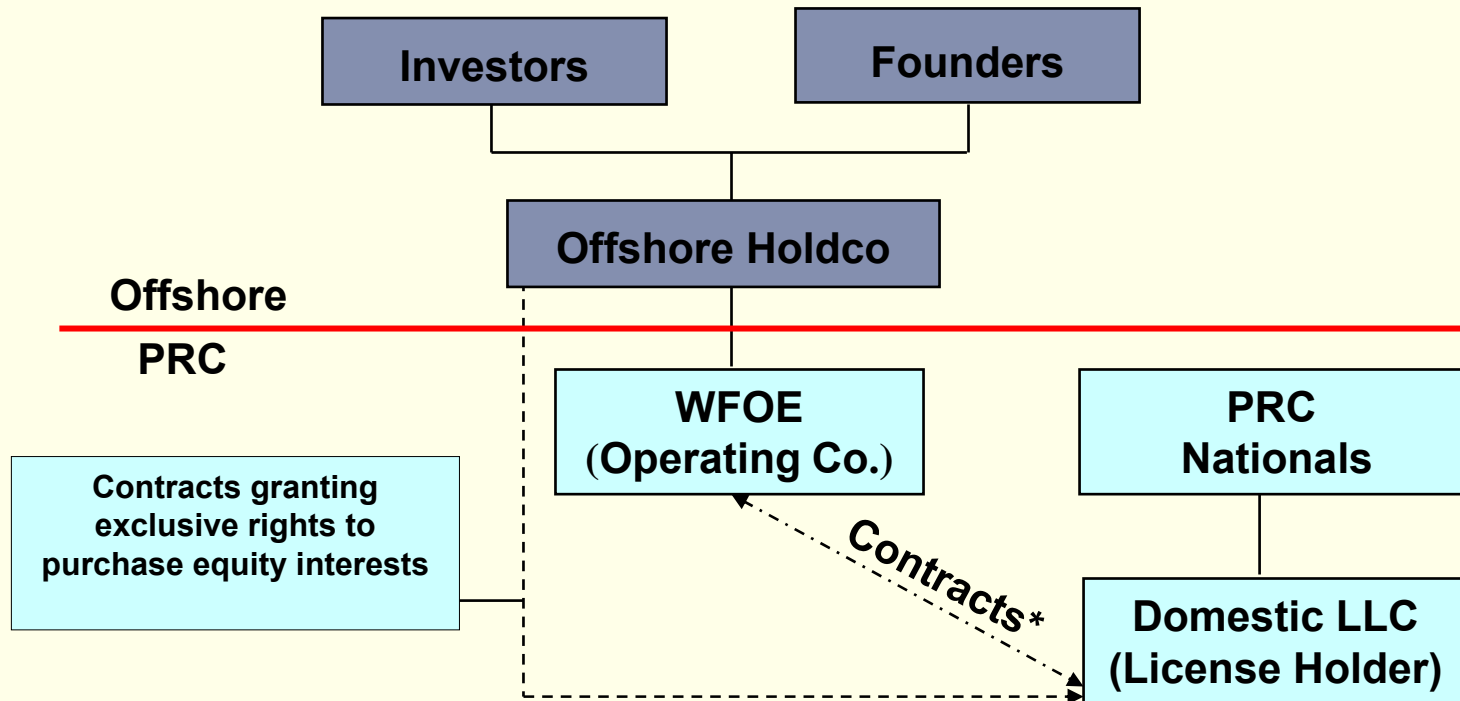 Investors
Founders
Offshore Holdco
Offshore
PRC
WFOE
(Operating Co.)
PRC
Nationals
Contracts granting
exclusive rights to
purchase equity interests
Contracts*
Domestic LLC
(License Holder)